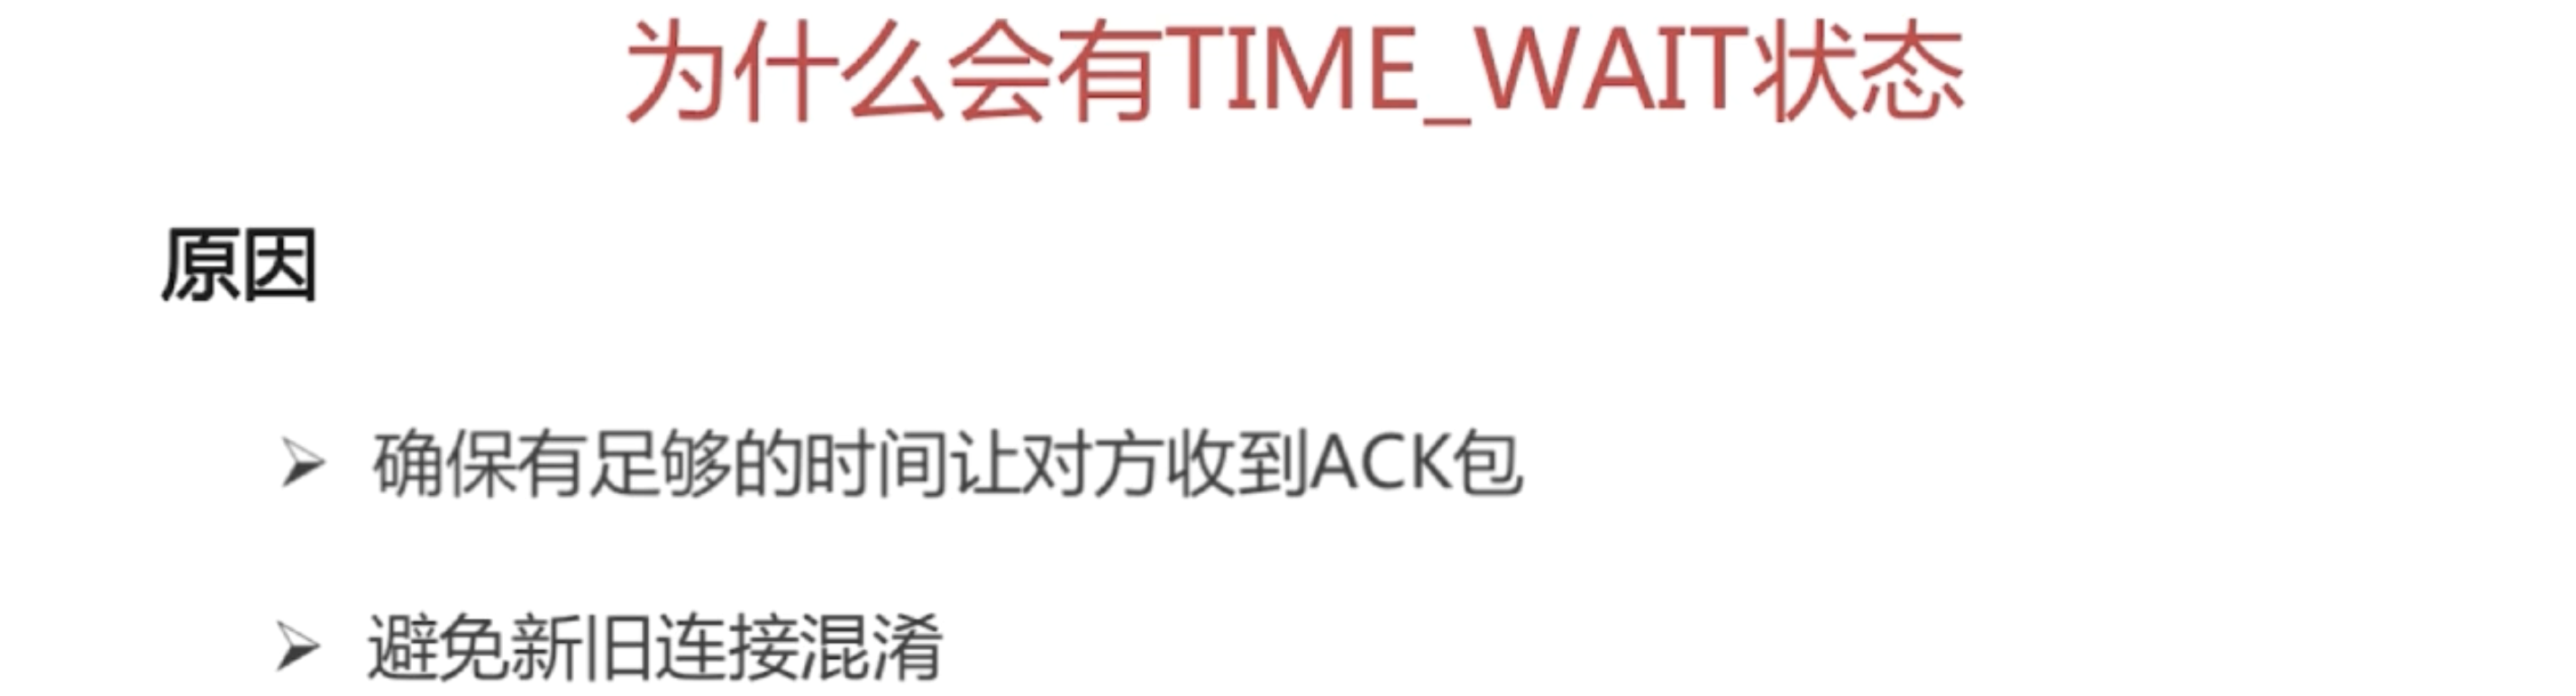 为什么会有TIME_WAIT状态
原因
确保有足够的时间让对方收到ACK包
避免新旧连接混淆